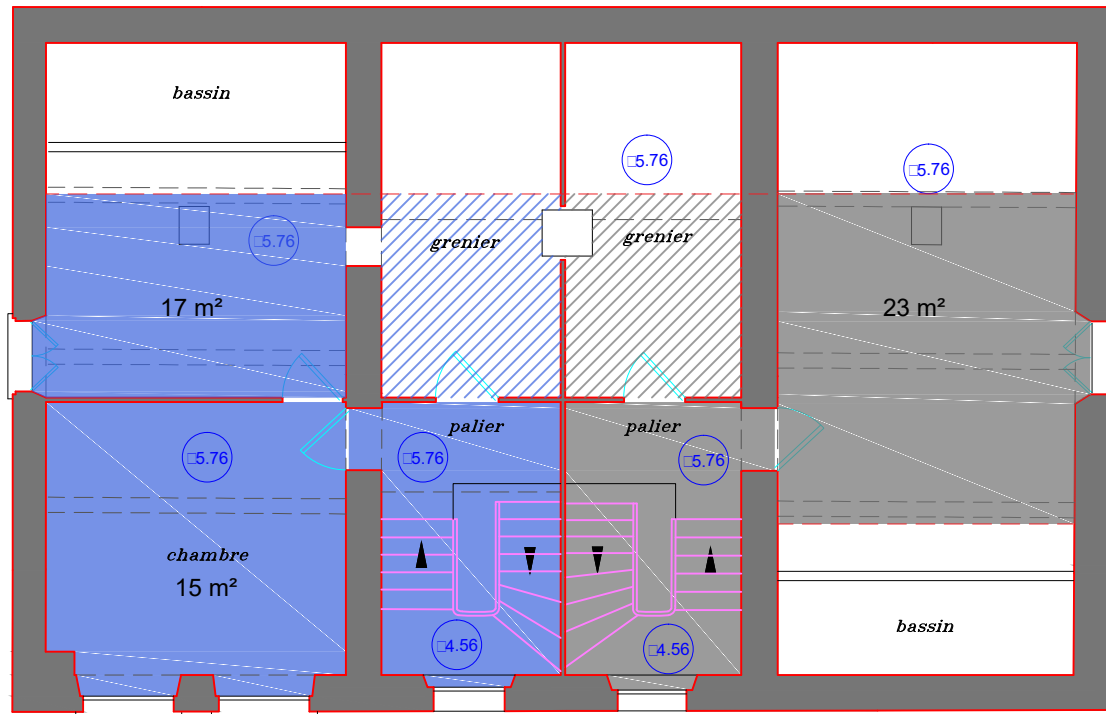 bassin
□5.76
□5.76
□5.76
grenier
grenier
17 m²
23 m²
palier
palier
□5.76
□5.76
□5.76
chambre
15 m²
bassin
□4.56
□4.56